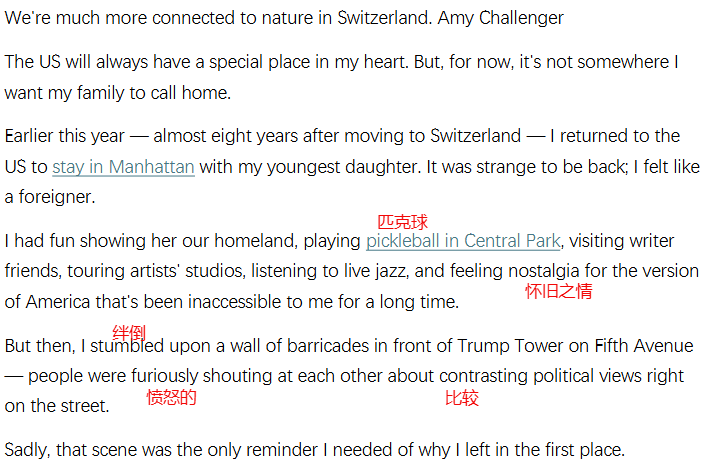 We're much more connected to nature in Switzerland. Amy Challenger
The US will always have a special place in my heart. But, for now, it's not somewhere I
want my family to call home.
Earlier this year — almost eight years after moving to Switzerland — I returned to the
US to stay in Manhattan with my youngest daughter. It was strange to be back; I felt like
a foreigner.
匹克球
I had fun showing her our homeland, playing pickleball in Central Park, visiting writer
friends, touring artists' studios, listening to live jazz, and feeling nostalgia for the version
怀旧之情
of America that's been inaccessible to me for a long time.
绊倒
But then, I stumbled upon a wall of barricades in front of Trump Tower on Fifth Avenue
— people were furiously shouting at each other about contrasting political views right
愤怒的 比较
on the street.
Sadly, that scene was the only reminder I needed of why I left in the first place.